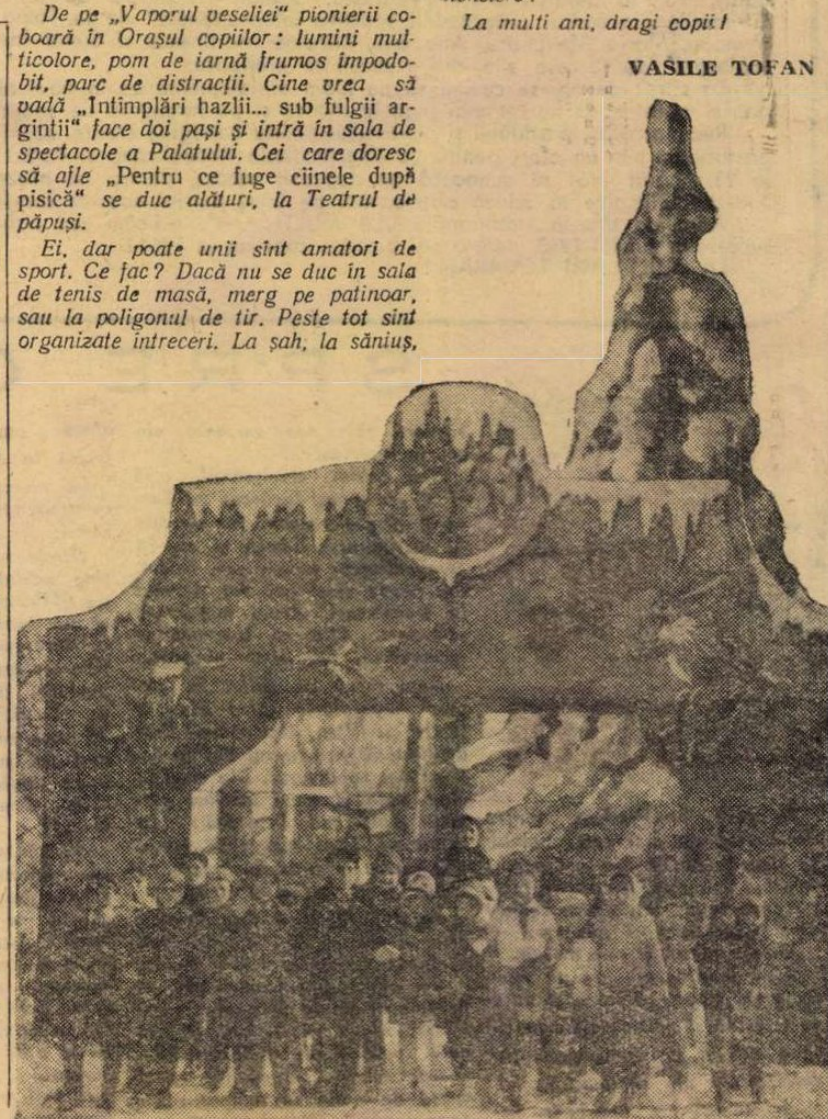 De pe „Vaporul veseliei“ pionierii co-
boară în Orașul copiilor : lumini mul-
ticolore, pom de iarnă frumos împodo-
bit, parc de distracții. Cine vrea să
vadă „Intîmplări hazlii... sub fulgii ar-
gintii“ face doi pași și intră în sala de
spectacole a Palatului. Cei care doresc
să afle „Pentru ce fuge cîinele după
pisică“ se duc alături, la Teatrul de
păpuși.
Ei, dar poate unii sînt amatori de
sport. Ce fac ? Dacă nu se duc în sala
de tenis de masă, merg pe patinoar,
sau la poligonul de tir. Peste tot sînt
organizate întreceri. La șah, la săniuș,
La multi ani, dragi copii !
VASILE TOFAN